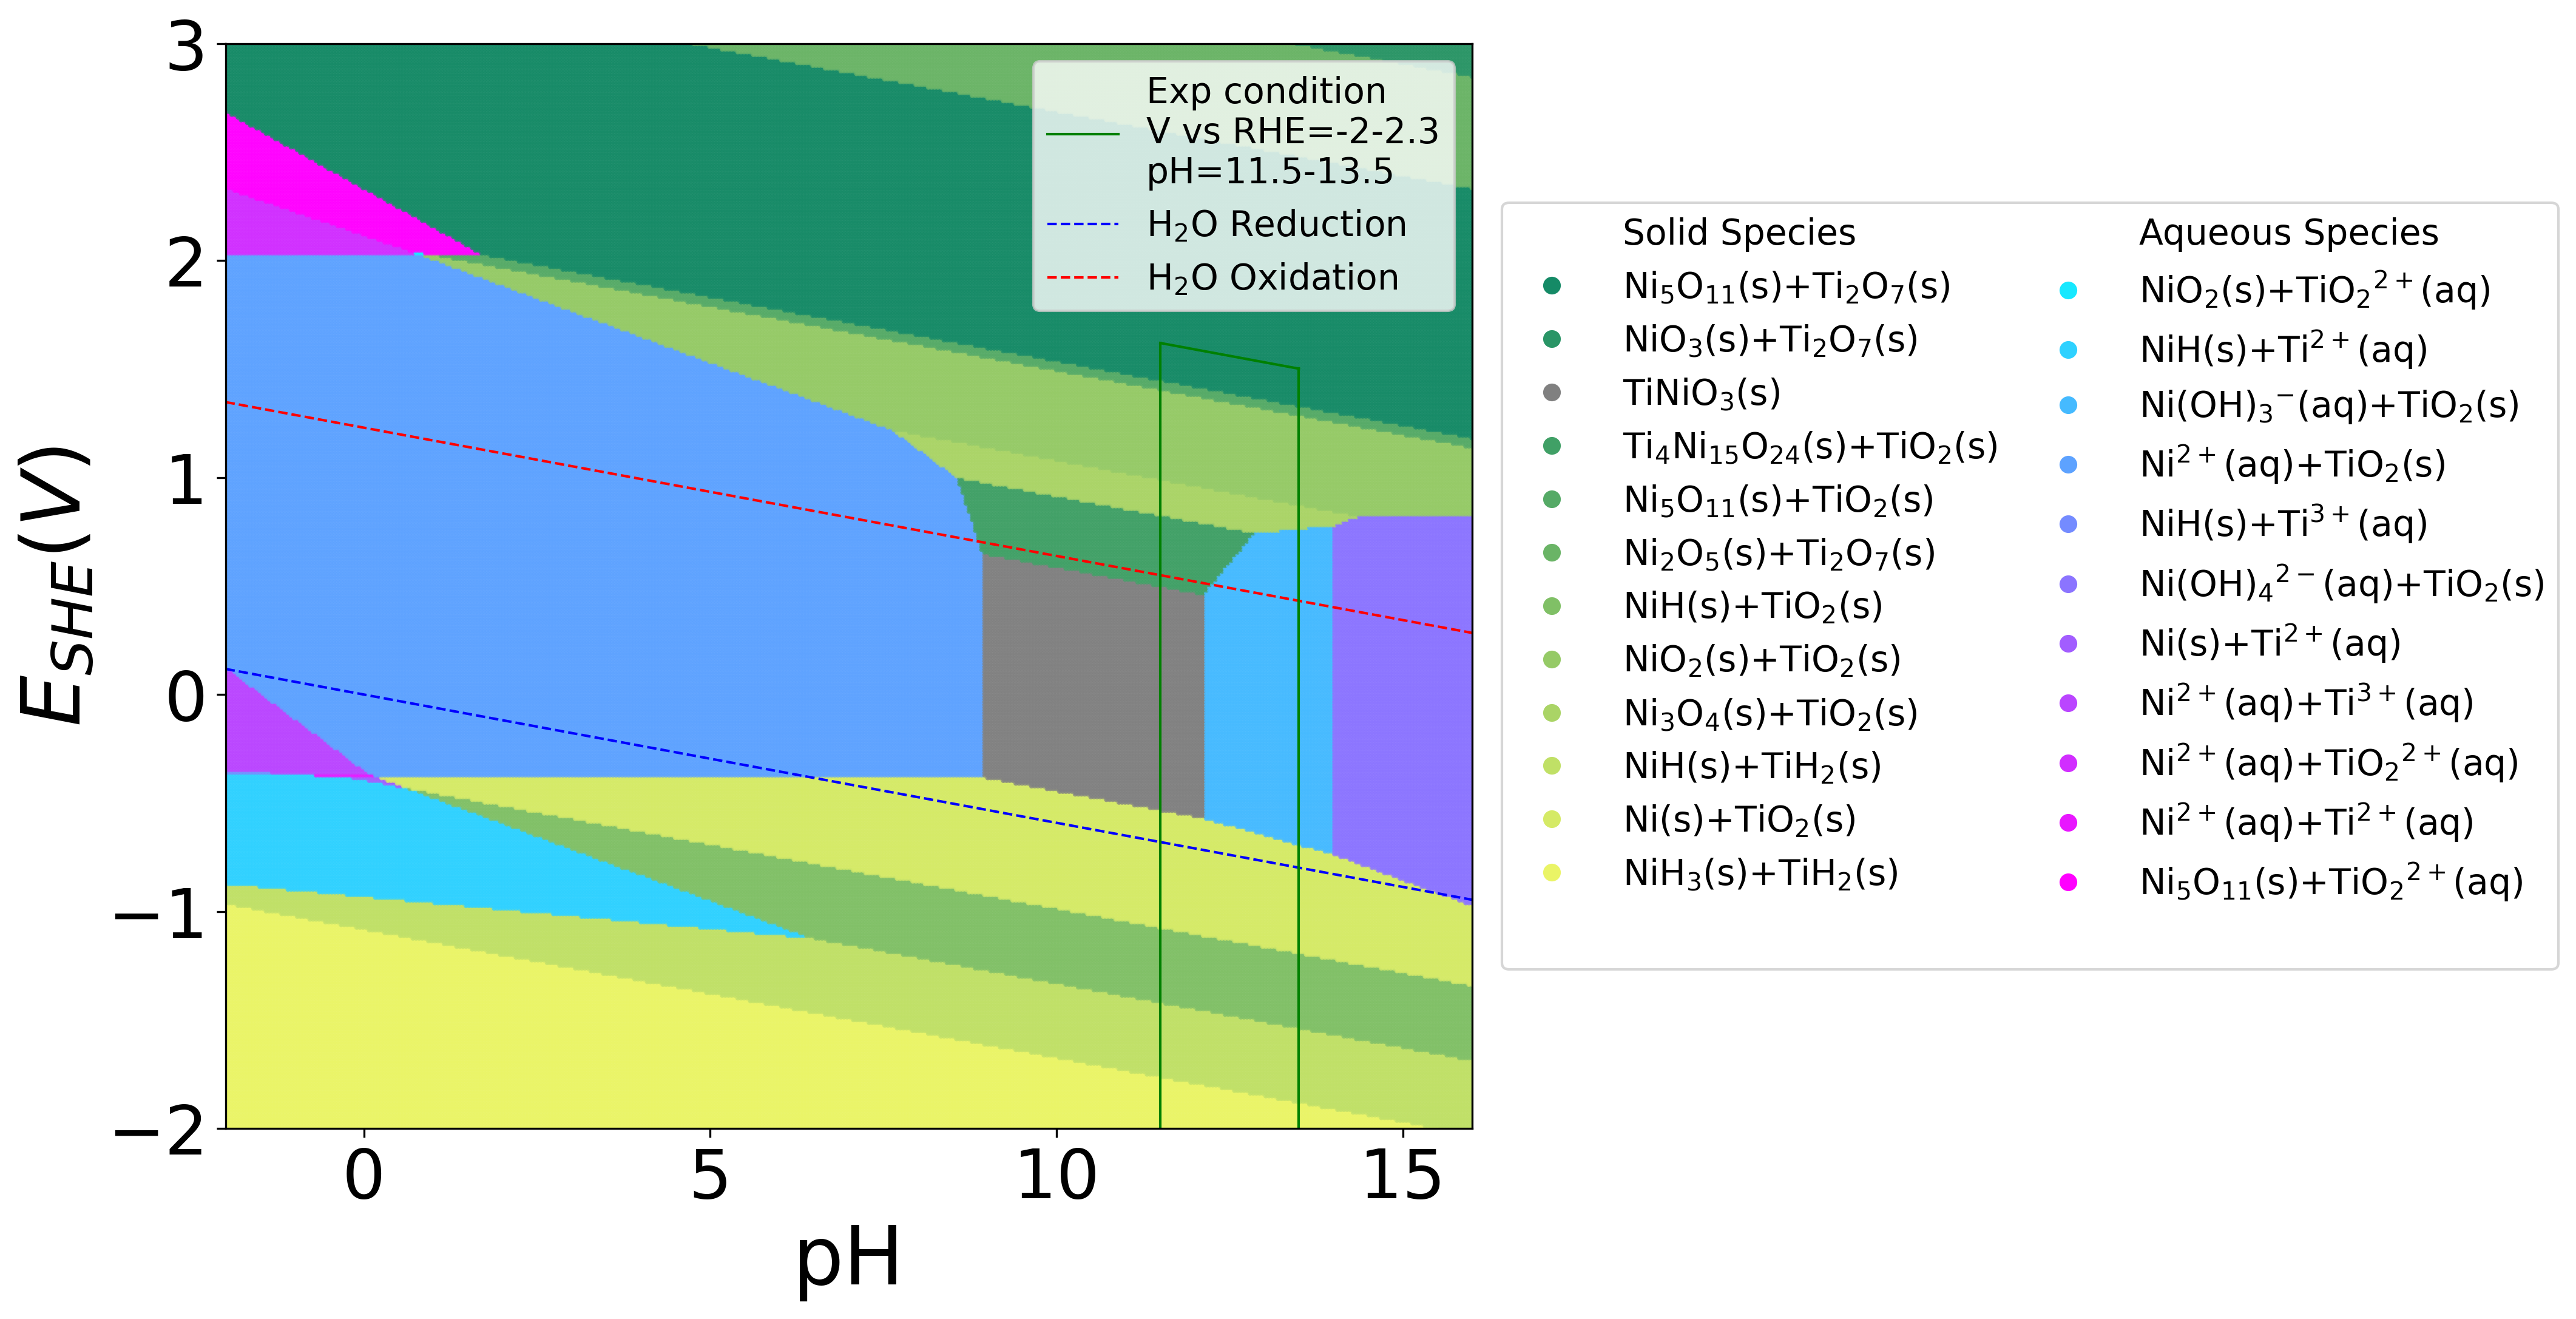 3
2
1
0
−1
−2
E_SHE(V)
0
5
10
15
pH
Exp condition
V vs RHE=-2-2.3
pH=11.5-13.5
H₂O Reduction
H₂O Oxidation
Solid Species
Ni₅O₁₁(s)+Ti₂O₇(s)
NiO₃(s)+Ti₂O₇(s)
TiNiO₃(s)
Ti₄Ni₁₅O₂₄(s)+TiO₂(s)
Ni₅O₁₁(s)+TiO₂(s)
Ni₂O₅(s)+Ti₂O₇(s)
NiH(s)+TiO₂(s)
NiO₂(s)+TiO₂(s)
Ni₃O₄(s)+TiO₂(s)
NiH(s)+TiH₂(s)
Ni(s)+TiO₂(s)
NiH₃(s)+TiH₂(s)
Aqueous Species
NiO₂(s)+TiO₂²⁺(aq)
NiH(s)+Ti²⁺(aq)
Ni(OH)₃⁻(aq)+TiO₂(s)
Ni²⁺(aq)+TiO₂(s)
NiH(s)+Ti³⁺(aq)
Ni(OH)₄²⁻(aq)+TiO₂(s)
Ni(s)+Ti²⁺(aq)
Ni²⁺(aq)+Ti³⁺(aq)
Ni²⁺(aq)+TiO₂²⁺(aq)
Ni²⁺(aq)+Ti²⁺(aq)
Ni₅O₁₁(s)+TiO₂²⁺(aq)